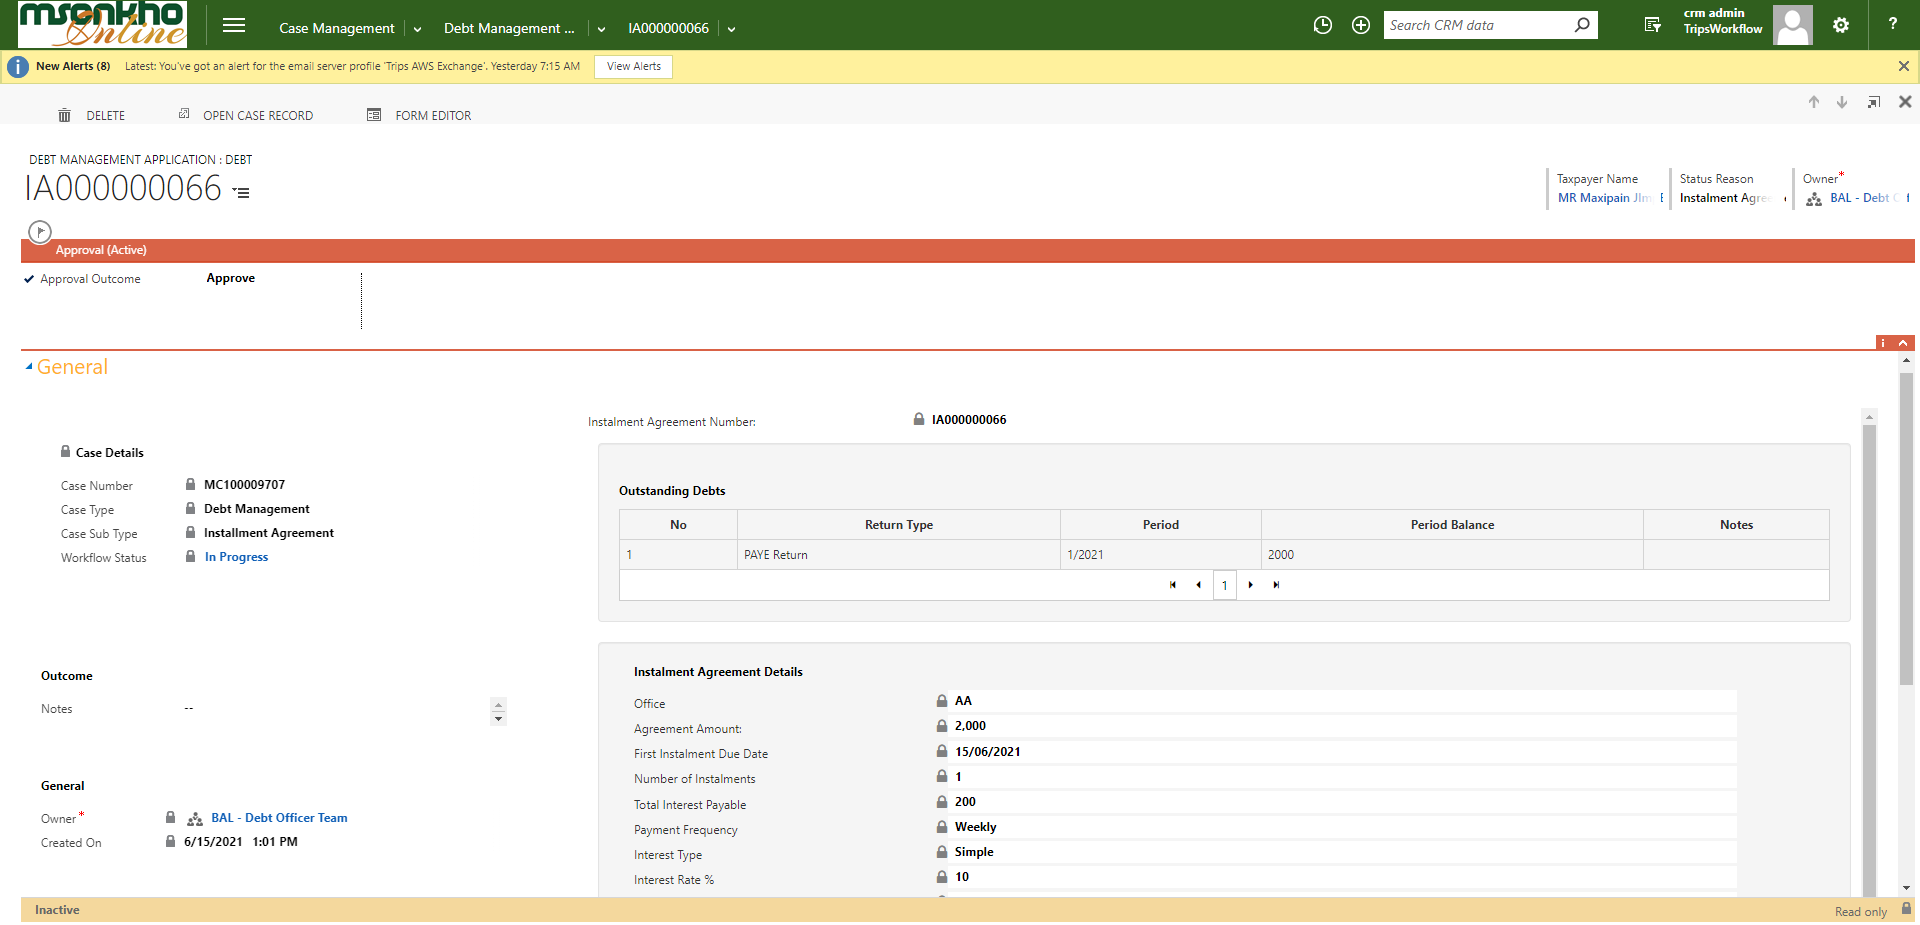 msonkho
Online
Case Management
Debt Management ...
IA000000066
Search CRM data
crm admin
TripsWorkflow
?
New Alerts (8) Latest: You've got an alert for the email server profile 'Trips AWS Exchange'. Yesterday 7:15 AM View Alerts
DELETE OPEN CASE RECORD FORM EDITOR
DEBT MANAGEMENT APPLICATION : DEBT
IA000000066
Taxpayer Name Status Reason Owner*
MR Maxipain JIm Instalment Agre BAL - Debt
Approval (Active)
Approval Outcome Approve
General
Instalment Agreement Number: IA000000066
Case Details
Case Number MC100009707
Case Type Debt Management
Case Sub Type Installment Agreement
Workflow Status In Progress
Outstanding Debts
No Return Type Period Period Balance Notes
1 PAYE Return 1/2021 2000
1
Outcome
Notes --
General
Owner* BAL - Debt Officer Team
Created On 6/15/2021 1:01 PM
Instalment Agreement Details
Office AA
Agreement Amount: 2,000
First Instalment Due Date 15/06/2021
Number of Instalments 1
Total Interest Payable 200
Payment Frequency Weekly
Interest Type Simple
Interest Rate % 10
Inactive Read only